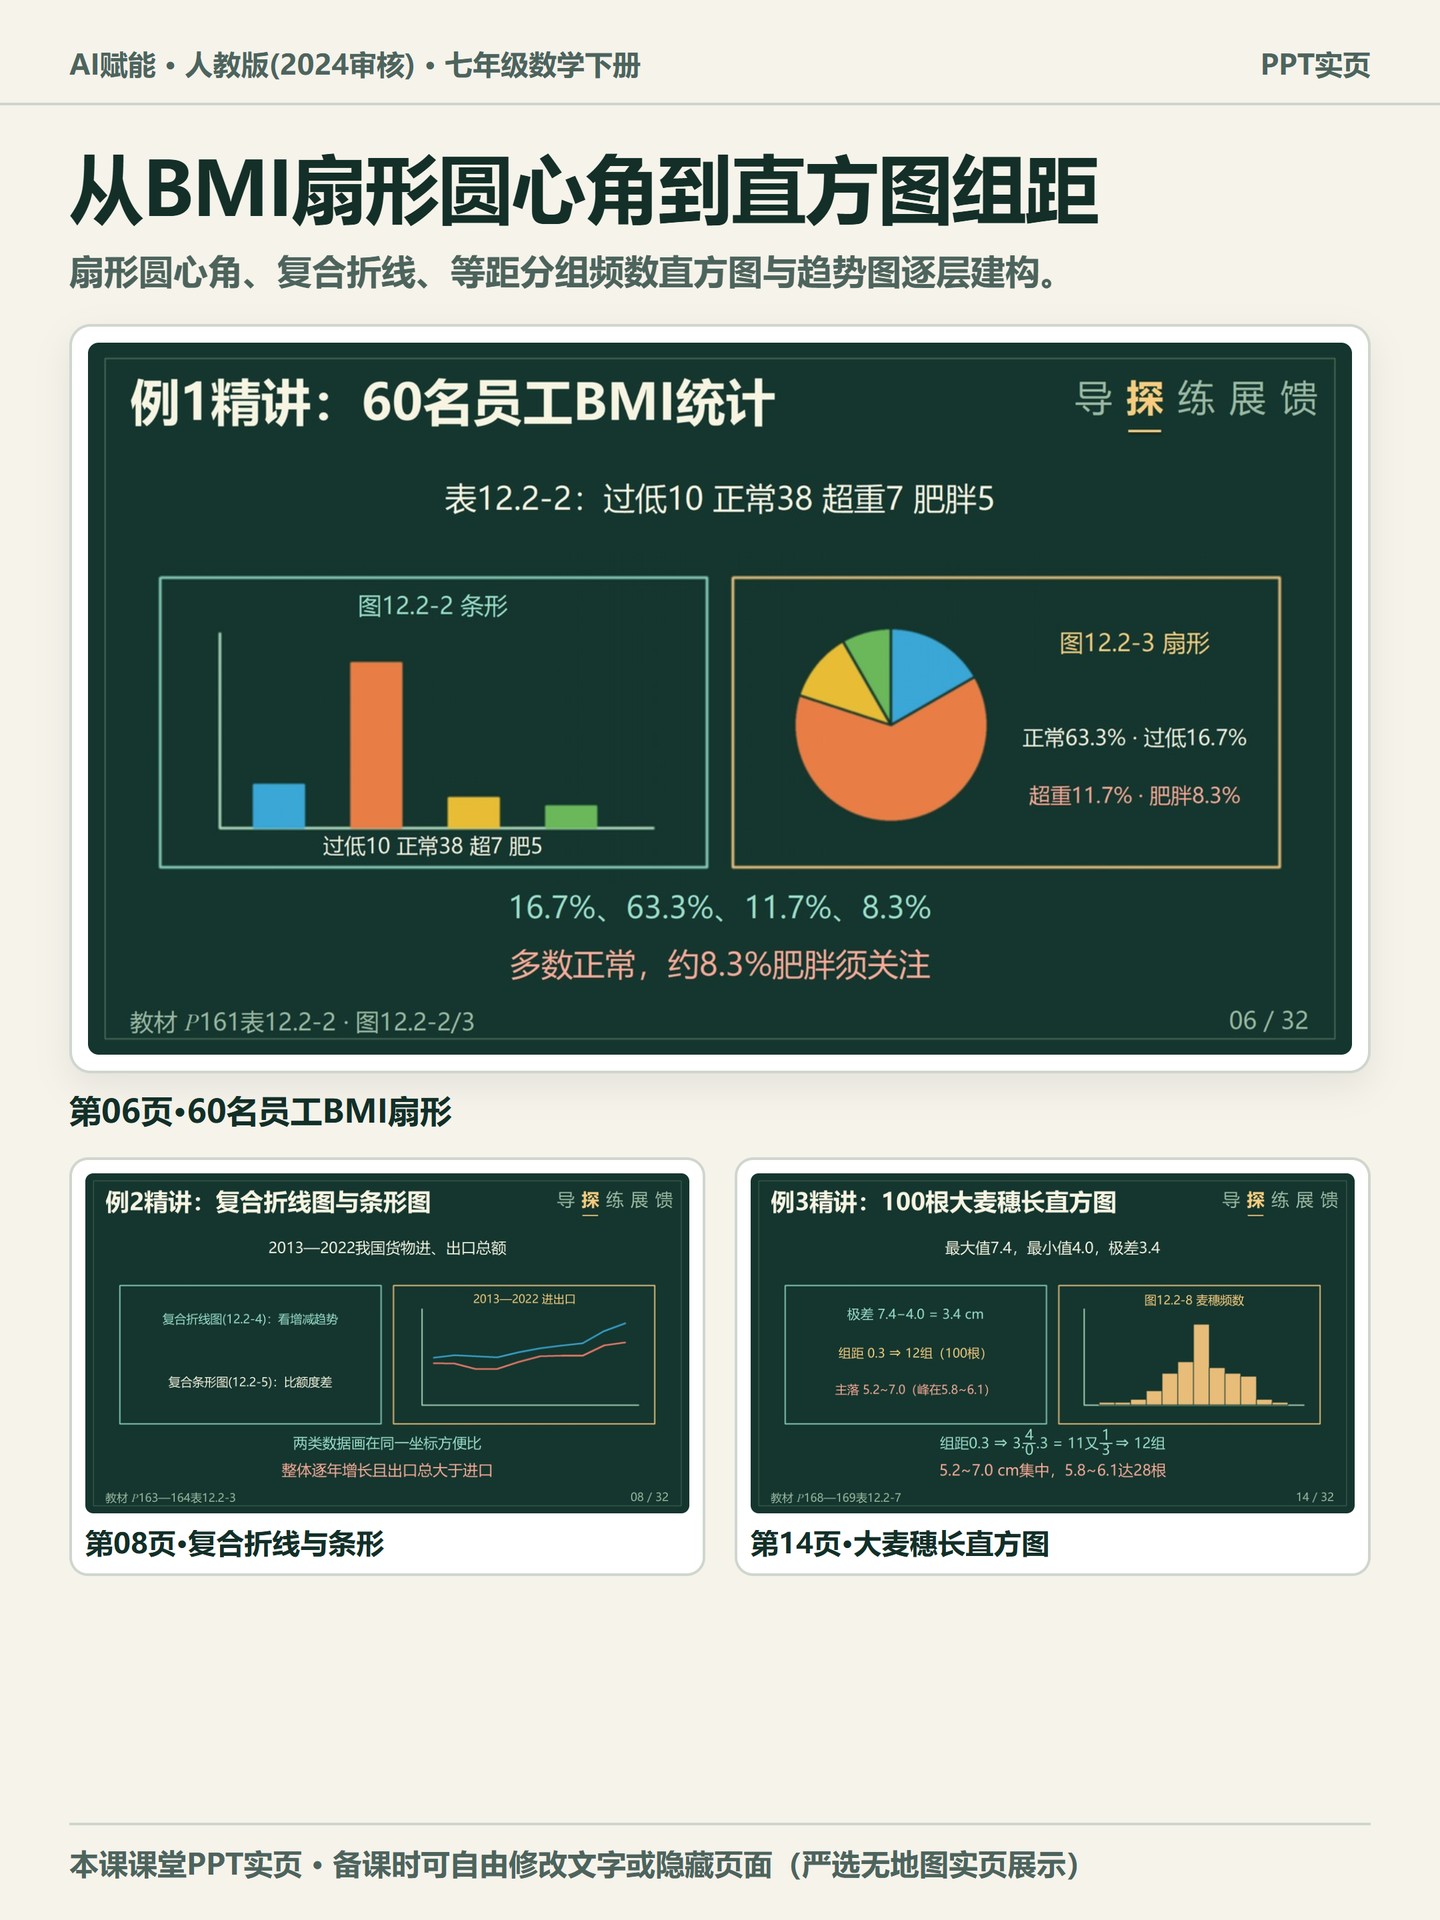 AI赋能 • 人教版(2024审核) • 七年级数学下册
PPT实页
从BMI扇形圆心角到直方图组距
扇形圆心角、复合折线、等距分组频数直方图与趋势图逐层建构。
例1精讲：60名员工BMI统计
导 探 练 展 馈
表12.2-2：过低10 正常38 超重7 肥胖5
图12.2-2 条形
过低10 正常38 超7 肥5
图12.2-3 扇形
正常63.3% · 过低16.7%
超重11.7% · 肥胖8.3%
16.7%、63.3%、11.7%、8.3%
多数正常，约8.3%肥胖须关注
教材 P161表12.2-2 · 图12.2-2/3
06 / 32
第06页•60名员工BMI扇形
例2精讲：复合折线图与条形图
导 探 练 展 馈
2013—2022我国货物进、出口总额
复合折线图(12.2-4)：看增减趋势
复合条形图(12.2-5)：比额度差
2013—2022 进出口
两类数据画在同一坐标方便比
整体逐年增长且出口总大于进口
教材 P163—164表12.2-3
08 / 32
第08页•复合折线与条形
例3精讲：100根大麦穗长直方图
导 探 练 展 馈
最大值7.4，最小值4.0，极差3.4
极差 7.4−4.0 = 3.4 cm
组距 0.3 ⇒ 12组（100根）
主落 5.2~7.0（峰在5.8~6.1）
图12.2-8 麦穗频数
组距0.3 ⇒ 3.4/0.3 = 11又1/3 ⇒ 12组
5.2~7.0 cm集中，5.8~6.1达28根
教材 P168—169表12.2-7
14 / 32
第14页•大麦穗长直方图
本课课堂PPT实页 • 备课时可自由修改文字或隐藏页面（严选无地图实页展示）